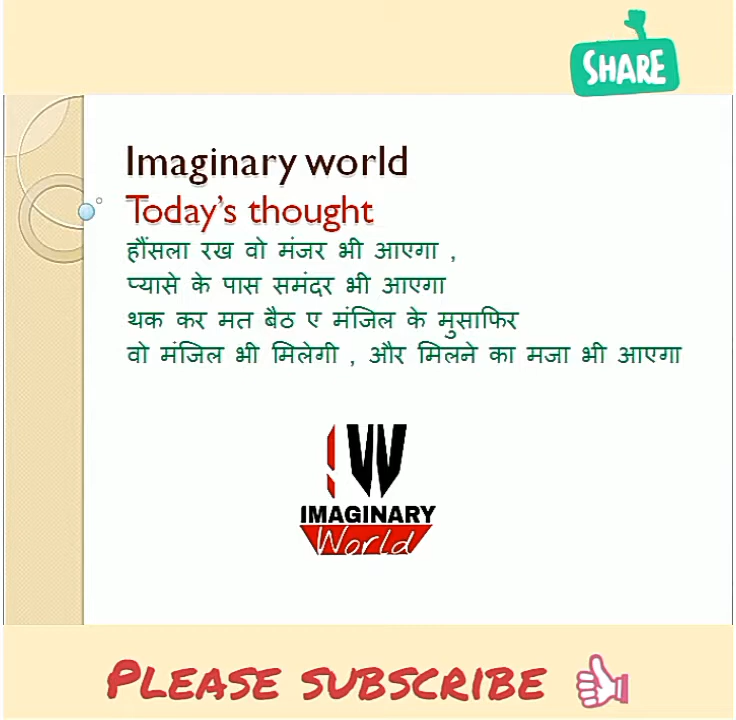 SHARE
Imaginary world
Today's thought
हौंसला रख वो मंजर भी आएगा ,
प्यासे के पास समंदर भी आएगा
थक कर मत बैठ ए मंजिल के मुसाफिर
वो मंजिल भी मिलेगी , और मिलने का मजा भी आएगा
IW
IMAGINARY
World
PLEASE SUBSCRIBE